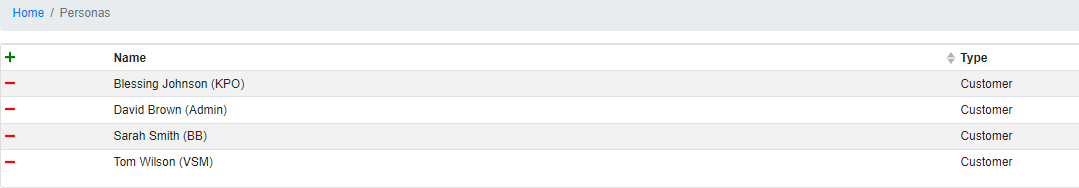 Home / Personas
Name Type
Blessing Johnson (KPO) Customer
David Brown (Admin) Customer
Sarah Smith (BB) Customer
Tom Wilson (VSM) Customer